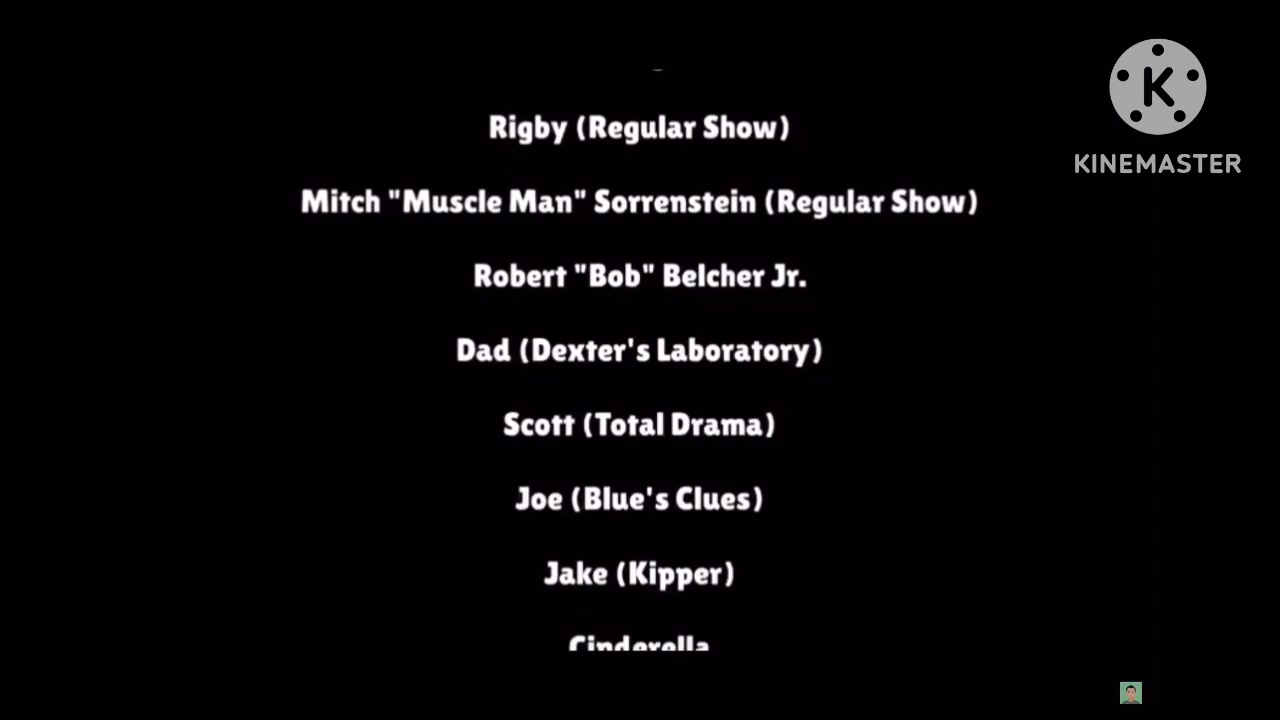 Rigby (Regular Show)
Mitch "Muscle Man" Sorrenstein (Regular Show)
Robert "Bob" Belcher Jr.
Dad (Dexter's Laboratory)
Scott (Total Drama)
Joe (Blue's Clues)
Jake (Kipper)
Cinderella
K
KINEMASTER